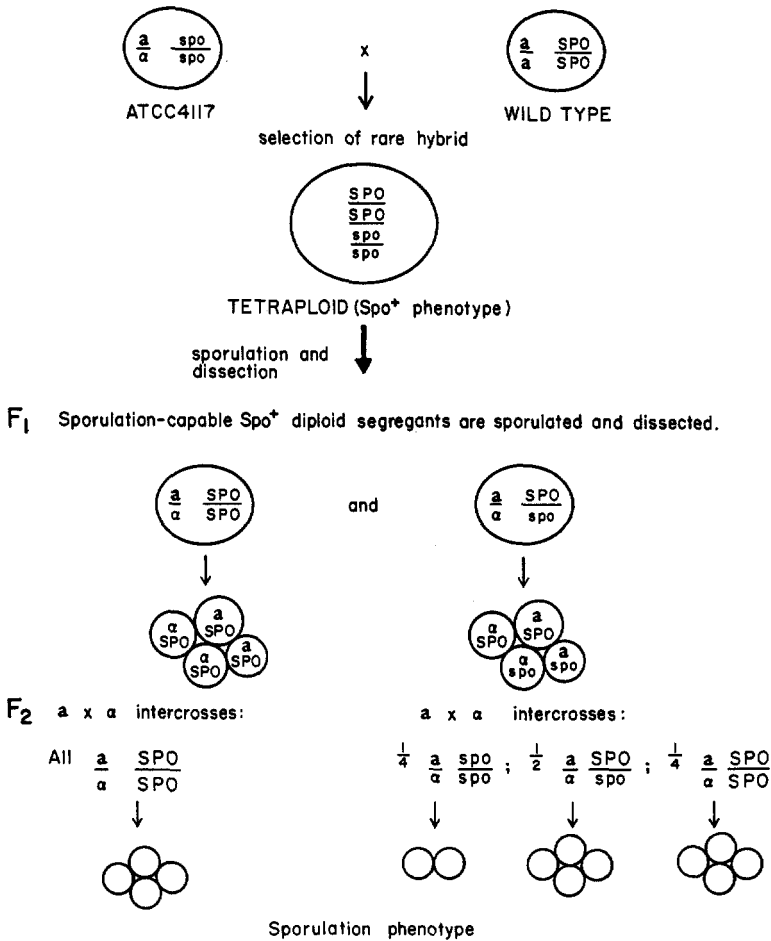 a spo
α spo
x
a SPO
a SPO
ATCC4117
WILD TYPE
selection of rare hybrid
SPO
SPO
spo
spo
TETRAPLOID (Spo⁺ phenotype)
sporulation and
dissection
F₁ Sporulation-capable Spo⁺ diploid segregants are sporulated and dissected.
a SPO
α SPO
and
a SPO
α spo
α SPO
a SPO
α SPO
a SPO
α SPO
a SPO
α spo
a spo
F₂ a x α intercrosses:
a x α intercrosses:
All a SPO
α SPO
1/4 a spo ; 1/2 a SPO ; 1/4 a SPO
α spo α spo α SPO
Sporulation phenotype